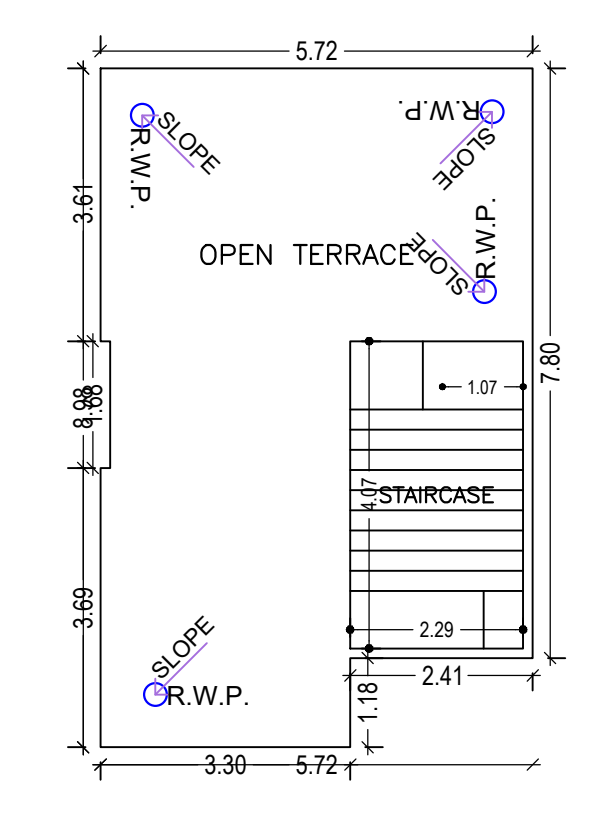 5.72
R.W.P.
SLOPE
R.W.P.
SLOPE
3.61
R.W.P.
SLOPE
OPEN TERRACE
7.80
8.98
1.68
1.07
4.07
STAIRCASE
3.69
2.29
SLOPE
R.W.P.
2.41
1.18
3.30
5.72